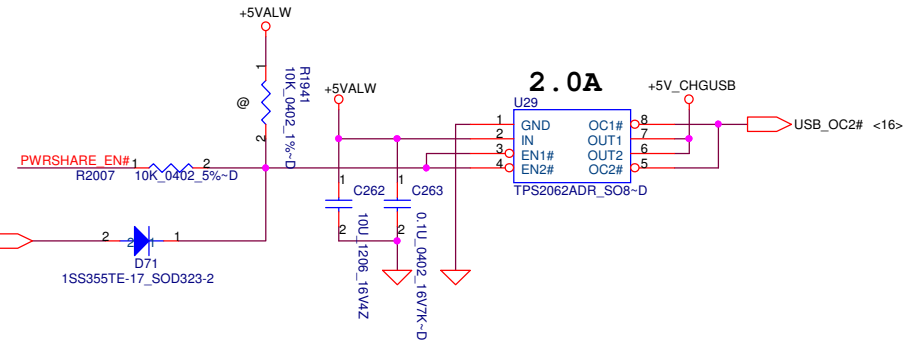 +5VALW
1
R1941
10K_0402_1%~D
@
2
+5VALW
2.0A
+5V_CHGUSB
U29
1 GND OC1# 8
2 IN OUT1 7
3 EN1# OUT2 6
4 EN2# OC2# 5
TPS2062ADR_SO8~D
USB_OC2# <16>
PWRSHARE_EN# 1 2
R2007 10K_0402_5%~D
1 1
C262 C263
2 2
10U_1206_16V4Z
0.1U_0402_16V7K~D
2 2 1 1
D71
1SS355TE-17_SOD323-2